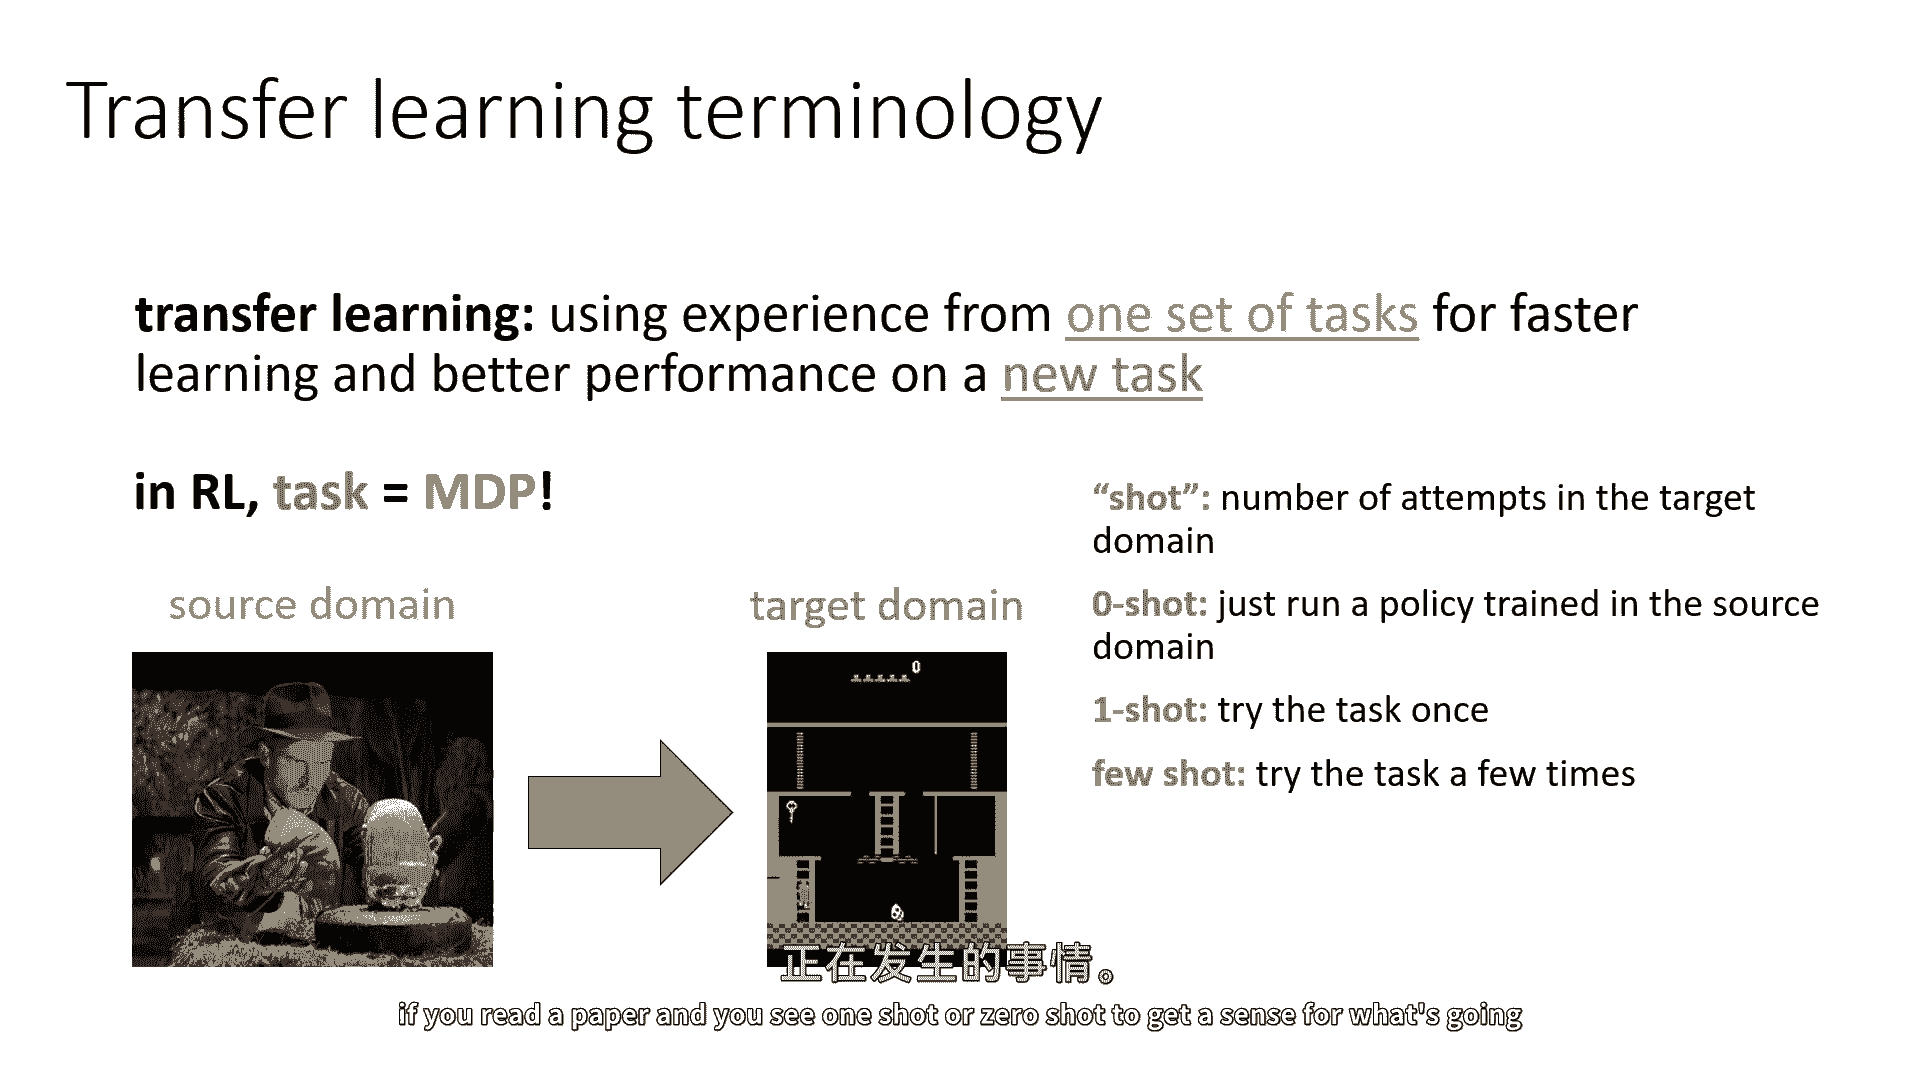 Transfer learning terminology
transfer learning: using experience from one set of tasks for faster
learning and better performance on a new task
in RL, task = MDP!
“shot”: number of attempts in the target
domain
0-shot: just run a policy trained in the source
domain
1-shot: try the task once
few shot: try the task a few times
source domain
target domain
0
正在发生的事情。
if you read a paper and you see one shot or zero shot to get a sense for what's going